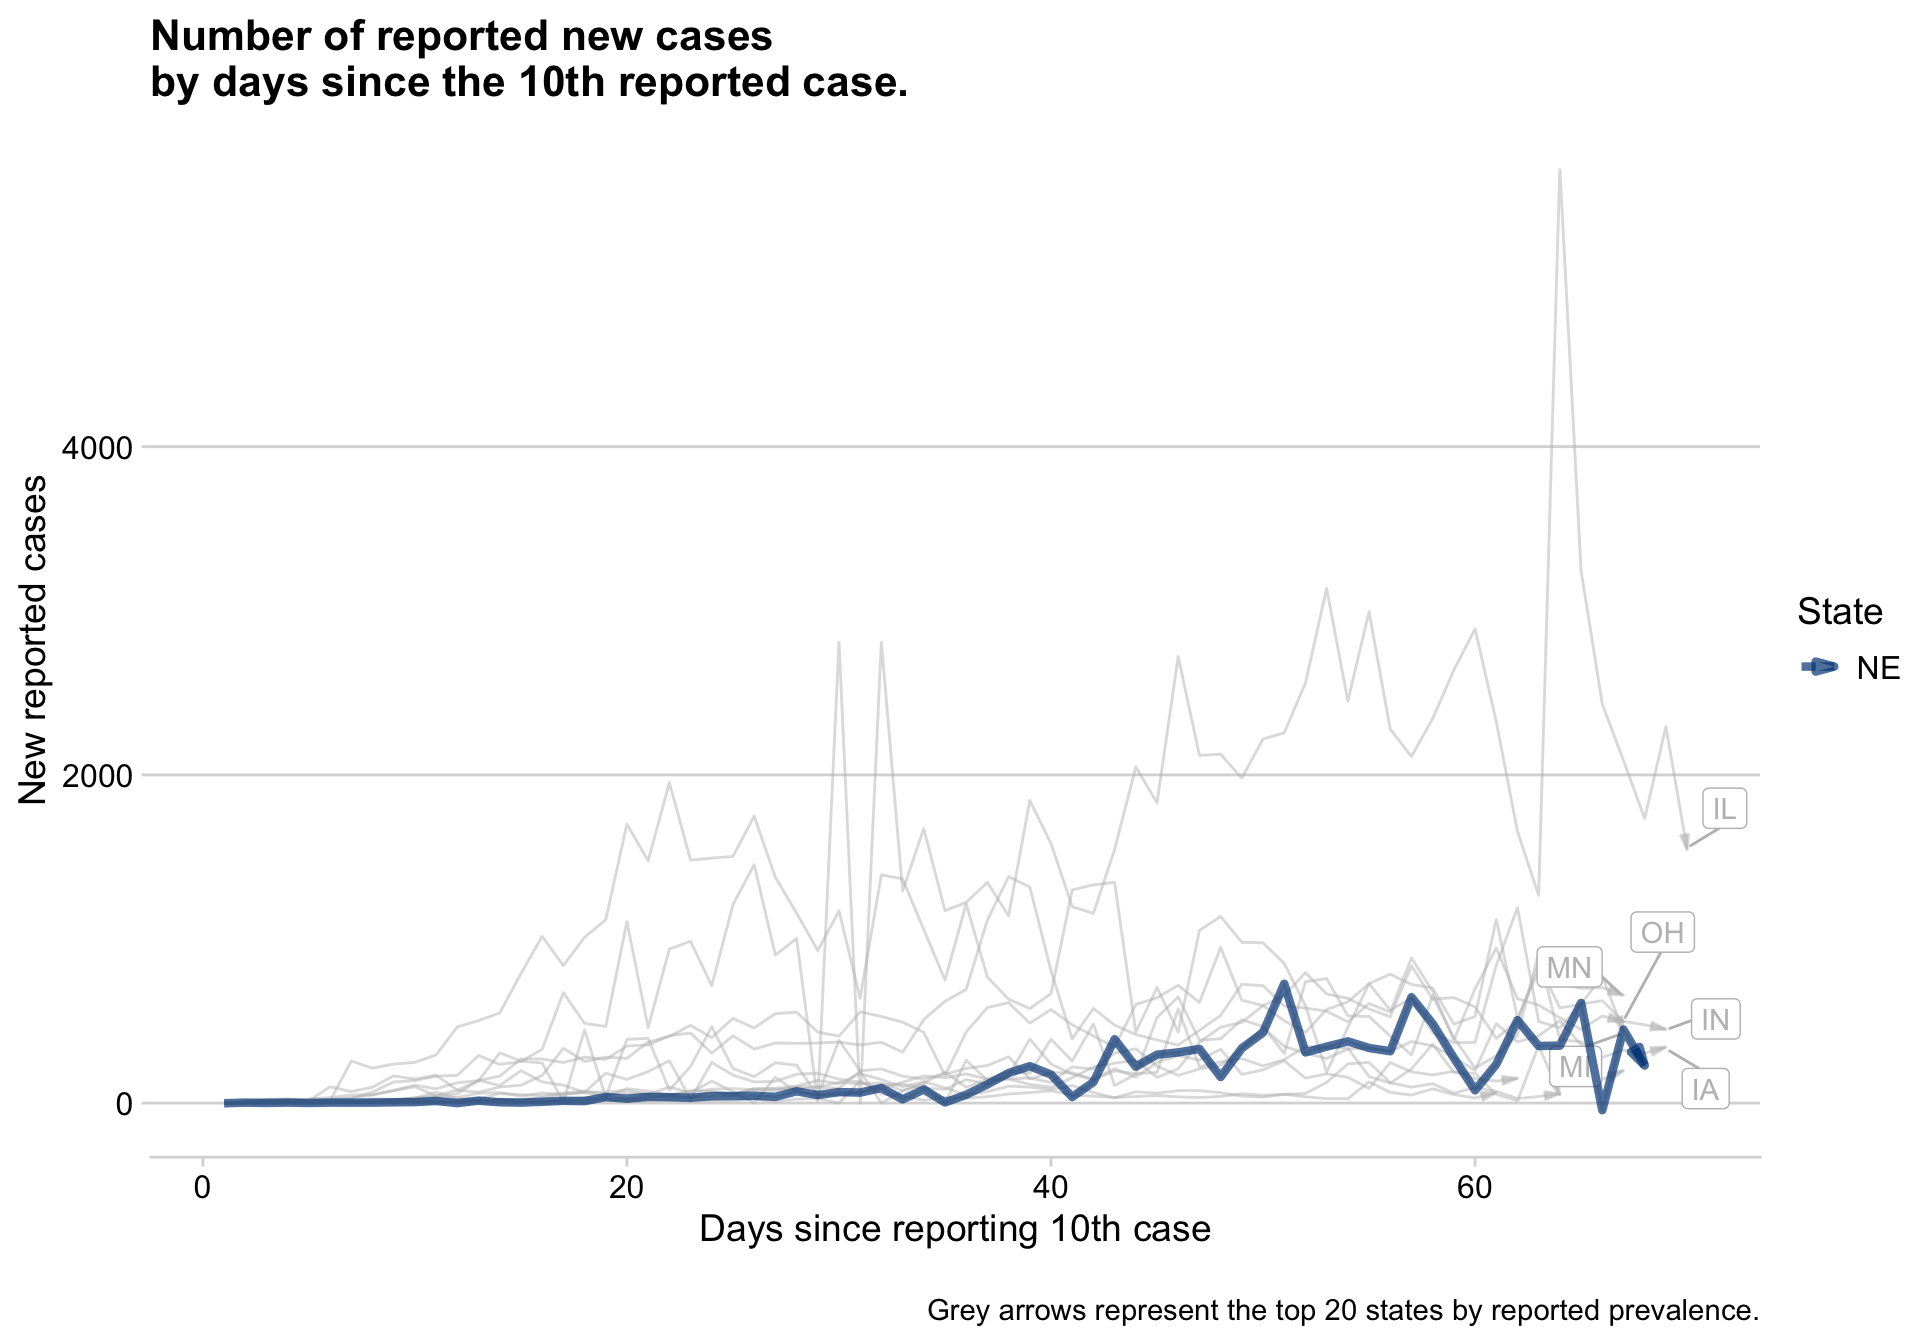 Number of reported new cases
by days since the 10th reported case.
New reported cases
4000
2000
0
IL
OH
MN
IN
MI
IA
State
NE
0
20
40
60
Days since reporting 10th case
Grey arrows represent the top 20 states by reported prevalence.